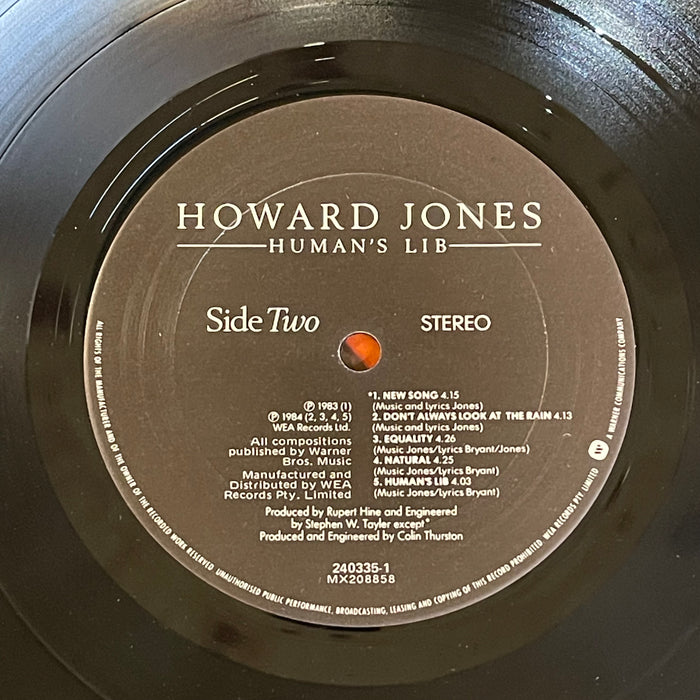 HOWARD JONES
HUMAN'S LIB
Side Two
STEREO
℗ 1983 (1)
℗ 1984 (2, 3, 4, 5)
WEA Records Ltd.
All compositions
published by Warner
Bros. Music
Manufactured and
Distributed by WEA
Records Pty. Limited
*1. NEW SONG 4.15
(Music and Lyrics Jones)
2. DON'T ALWAYS LOOK AT THE RAIN 4.13
(Music and Lyrics Jones)
3. EQUALITY 4.26
(Music Jones/Lyrics Bryant/Jones)
4. NATURAL 4.25
(Music Jones/Lyrics Bryant)
5. HUMAN'S LIB 4.03
(Music Jones/Lyrics Bryant)
Produced by Rupert Hine and Engineered
by Stephen W. Tayler except*
Produced and Engineered by Colin Thurston
240335-1
MX208858
ALL RIGHTS OF THE MANUFACTURER AND OF THE OWNER OF THE RECORDED WORK RESERVED. UNAUTHORISED PUBLIC PERFORMANCE, BROADCASTING, LEASING AND COPYING OF THIS RECORD PROHIBITED. WEA RECORDS PTY. LIMITED
A WARNER COMMUNICATIONS COMPANY